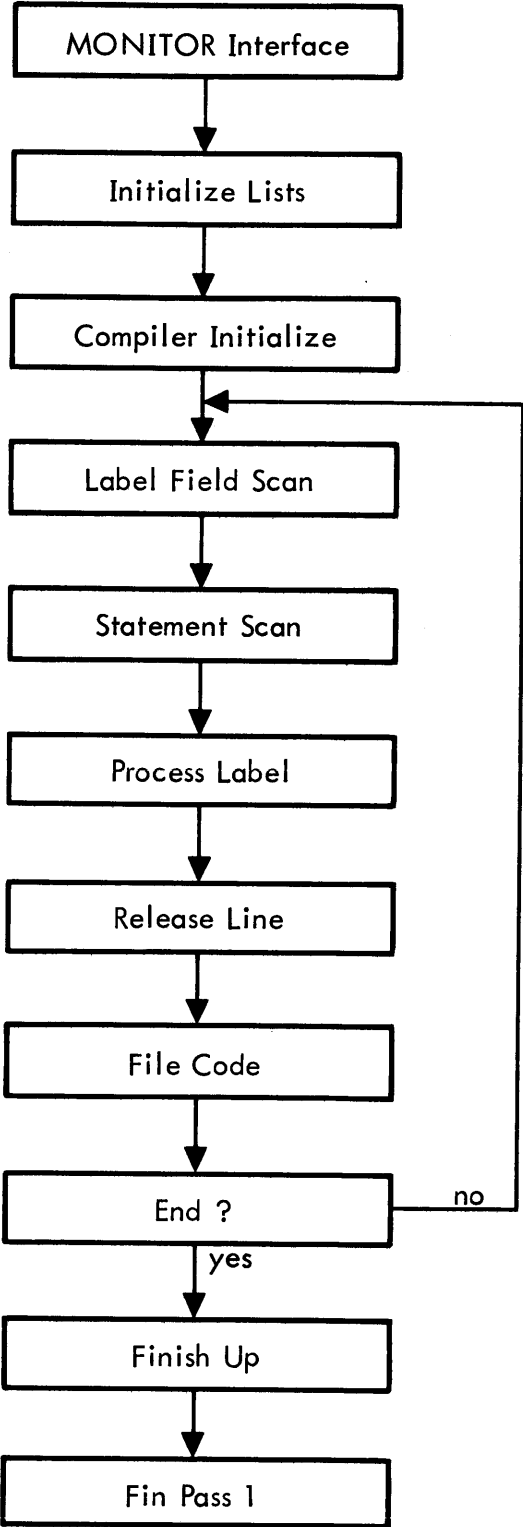 MONITOR Interface
Initialize Lists
Compiler Initialize
Label Field Scan
Statement Scan
Process Label
Release Line
File Code
End ?
no
yes
Finish Up
Fin Pass 1